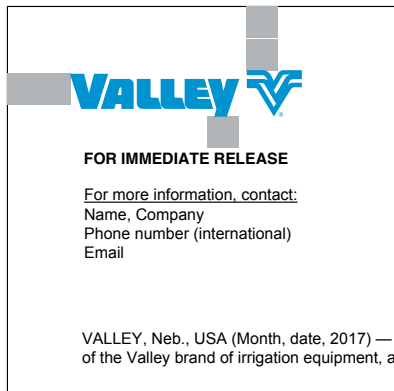 VALLEY
®
FOR IMMEDIATE RELEASE
For more information, contact:
Name, Company
Phone number (international)
Email
VALLEY, Neb., USA (Month, date, 2017) —
of the Valley brand of irrigation equipment, a